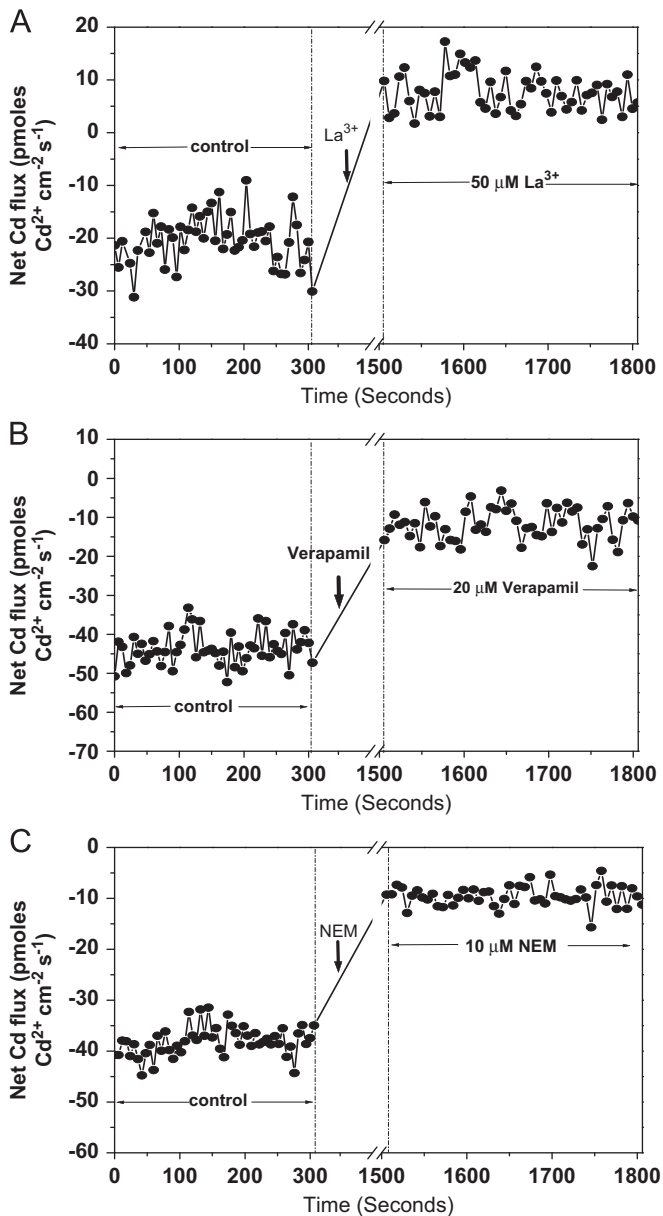 A
Net Cd flux (pmoles
Cd²⁺ cm⁻² s⁻¹)
20
10
0
-10
-20
-30
-40
control
La³⁺
50 μM La³⁺
0 100 200 300 1500 1600 1700 1800
Time (Seconds)
B
Net Cd flux (pmoles
Cd²⁺ cm⁻² s⁻¹)
10
0
-10
-20
-30
-40
-50
-60
-70
Verapamil
20 μM Verapamil
control
0 100 200 300 1500 1600 1700 1800
Time (Seconds)
C
Net Cd flux (pmoles
Cd²⁺ cm⁻² s⁻¹)
0
-10
-20
-30
-40
-50
-60
NEM
10 μM NEM
control
0 100 200 300 1500 1600 1700 1800
Time (Seconds)